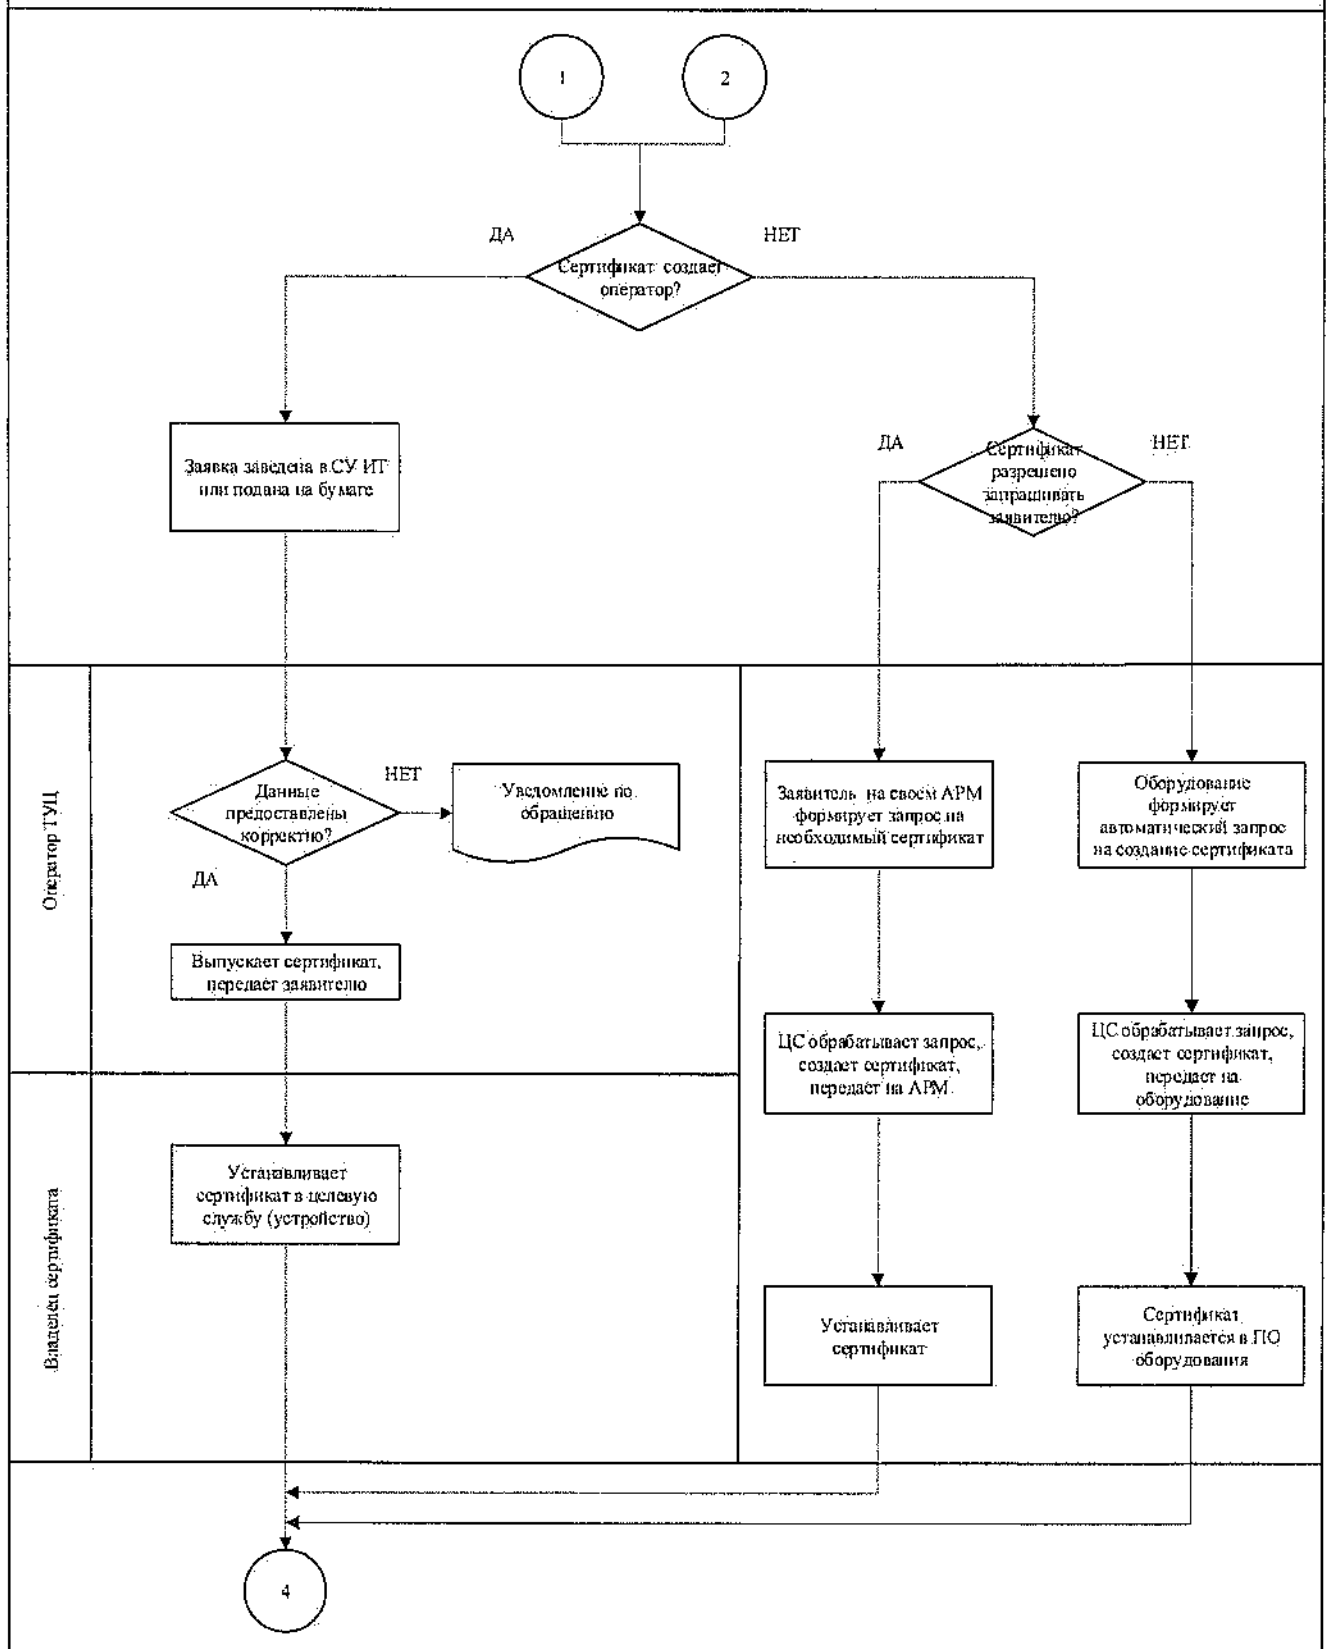 1
2
ДА
НЕТ
Сертификат создает
оператор?
Заявка заведена в СУ ИТ
или подана на бумаге
ДА
НЕТ
Сертификат
разрешено
запрашивать
заявителю?
Оператор ТУЦ
Данные
предоставлены
корректно?
НЕТ
Уведомление по
обращению
ДА
Выпускает сертификат,
передает заявителю
Заявитель на своем АРМ
формирует запрос на
необходимый сертификат
Оборудование
формирует
автоматический запрос
на создание сертификата
ЦС обрабатывает запрос,
создает сертификат,
передает на АРМ
ЦС обрабатывает запрос,
создает сертификат,
передает на
оборудование
Владелец сертификата
Устанавливает
сертификат в целевую
службу (устройство)
Устанавливает
сертификат
Сертификат
устанавливается в ПО
оборудования
4